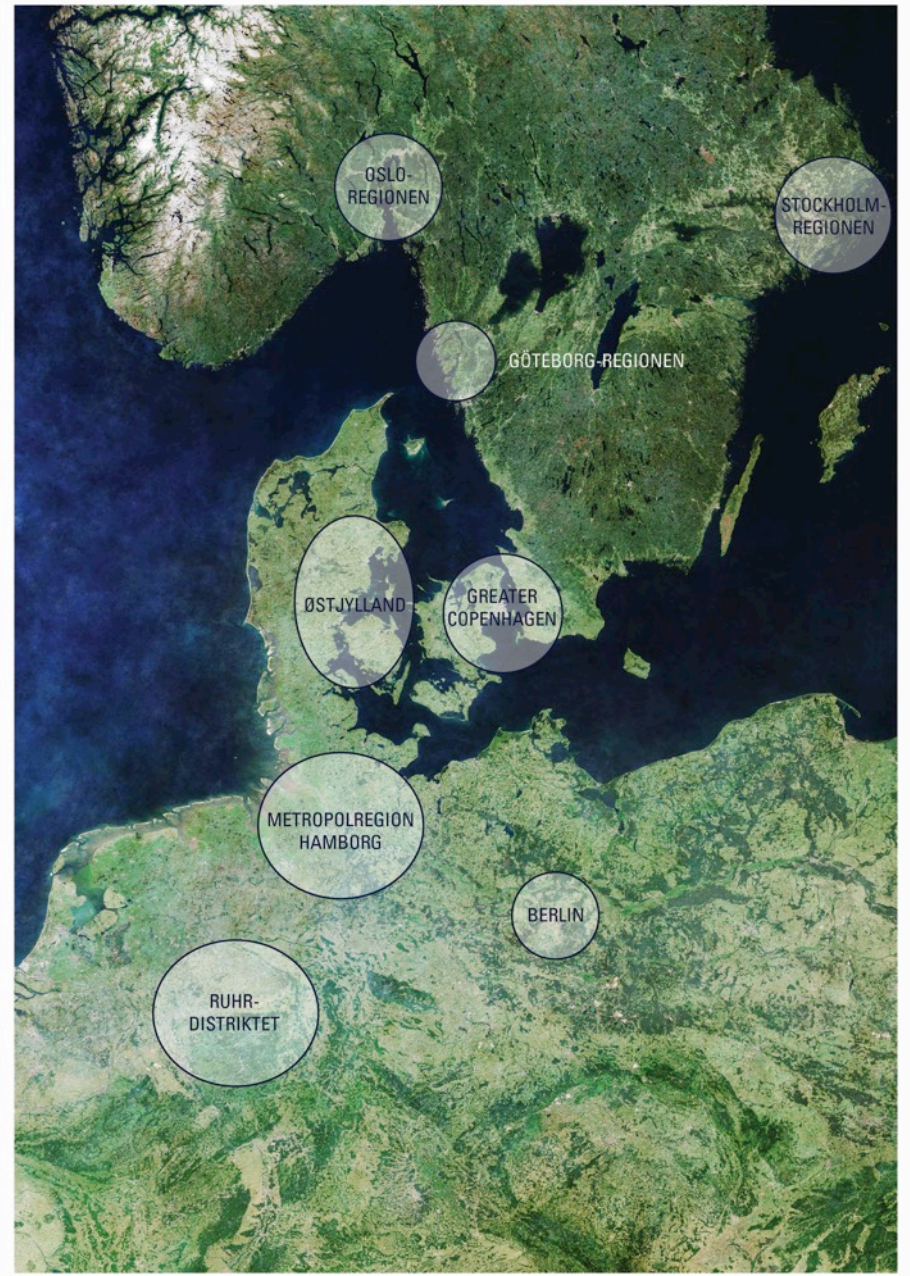 OSLO-
REGIONEN
STOCKHOLM-
REGIONEN
GÖTEBORG-REGIONEN
ØSTJYLLAND
GREATER
COPENHAGEN
METROPOLREGION
HAMBORG
BERLIN
RUHR-
DISTRIKTET